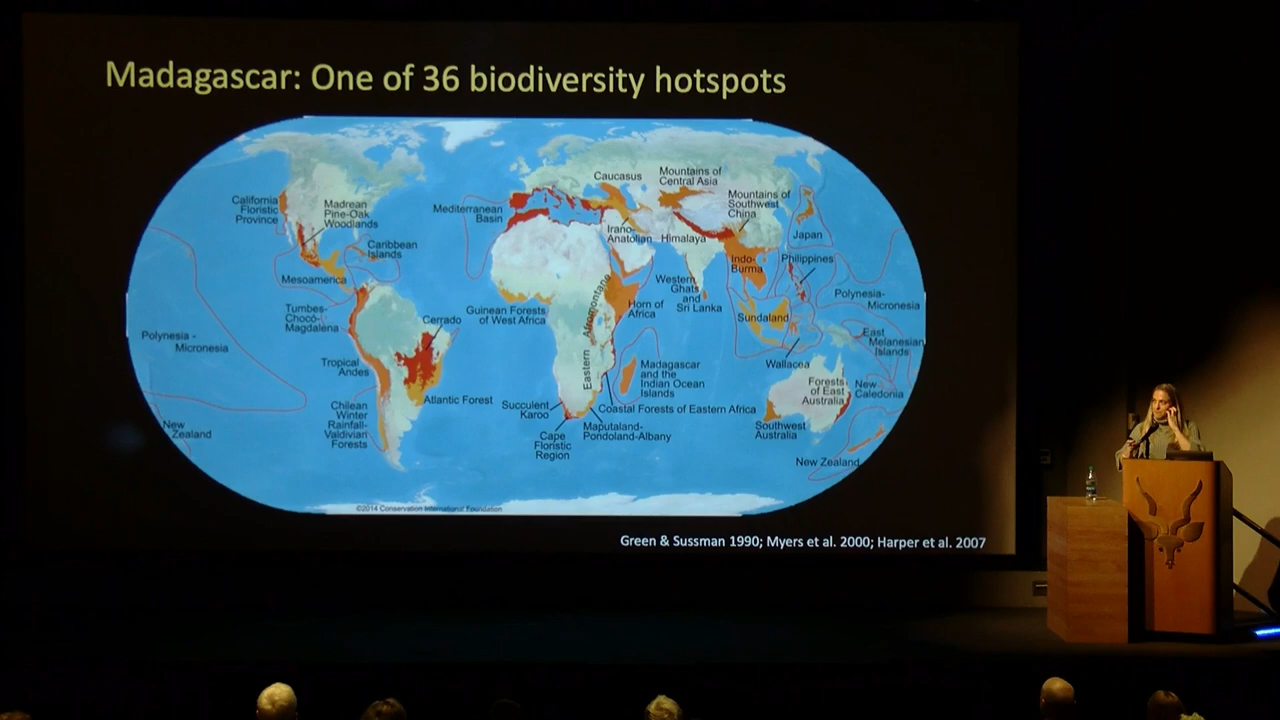 Madagascar: One of 36 biodiversity hotspots
California
Floristic
Province
Madrean
Pine-Oak
Woodlands
Caribbean
Islands
Mesoamerica
Tumbes-
Chocó-
Magdalena
Polynesia -
Micronesia
New
Zealand
Tropical
Andes
Chilean
Winter
Rainfall-
Valdivian
Forests
Cerrado
Atlantic Forest
Mediterranean
Basin
Caucasus
Irano-
Anatolian
Mountains of
Central Asia
Mountains of
Southwest
China
Himalaya
Japan
Indo-
Burma
Philippines
Western
Ghats
and
Sri Lanka
Guinean Forests
of West Africa
Eastern Afromontane
Horn of
Africa
Madagascar
and the
Indian Ocean
Islands
Coastal Forests of Eastern Africa
Succulent
Karoo
Cape
Floristic
Region
Maputaland-
Pondoland-Albany
Sundaland
Wallacea
Polynesia-
Micronesia
East
Melanesian
Islands
Forests
of East
Australia
New
Caledonia
Southwest
Australia
New Zealand
©2014 Conservation International Foundation
Green & Sussman 1990; Myers et al. 2000; Harper et al. 2007